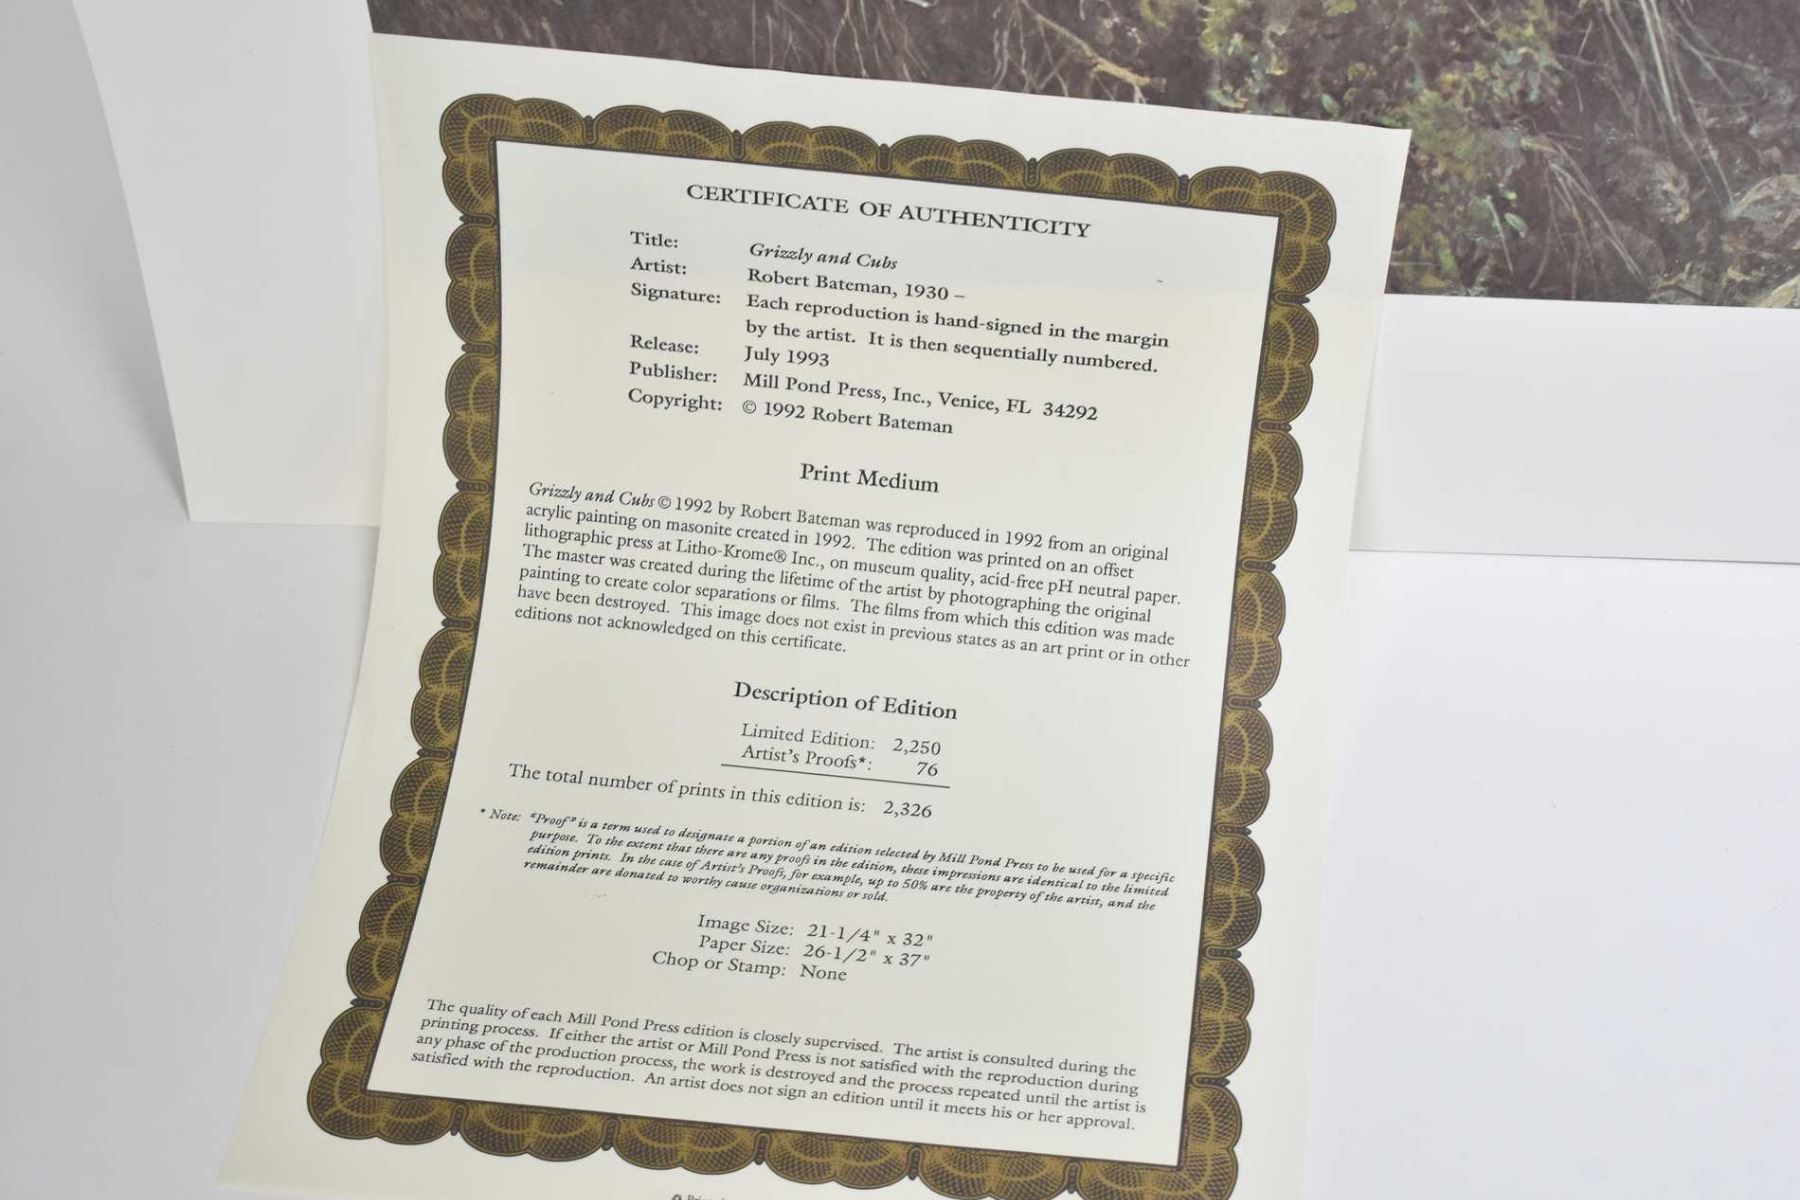 CERTIFICATE OF AUTHENTICITY
Title: Grizzly and Cubs
Artist: Robert Bateman, 1930 –
Signature: Each reproduction is hand-signed in the margin
by the artist. It is then sequentially numbered.
Release: July 1993
Publisher: Mill Pond Press, Inc., Venice, FL 34292
Copyright: © 1992 Robert Bateman
Print Medium
Grizzly and Cubs © 1992 by Robert Bateman was reproduced in 1992 from an original
acrylic painting on masonite created in 1992. The edition was printed on an offset
lithographic press at Litho-Krome® Inc., on museum quality, acid-free pH neutral paper.
The master was created during the lifetime of the artist by photographing the original
painting to create color separations or films. The films from which this edition was made
have been destroyed. This image does not exist in previous states as an art print or in other
editions not acknowledged on this certificate.
Description of Edition
Limited Edition: 2,250
Artist's Proofs*: 76
The total number of prints in this edition is: 2,326
* Note: "Proof" is a term used to designate a portion of an edition selected by Mill Pond Press to be used for a specific
purpose. To the extent that there are any proofs in the edition, these impressions are identical to the limited
edition prints. In the case of Artist's Proofs, for example, up to 50% are the property of the artist, and the
remainder are donated to worthy cause organizations or sold.
Image Size: 21-1/4" x 32"
Paper Size: 26-1/2" x 37"
Chop or Stamp: None
The quality of each Mill Pond Press edition is closely supervised. The artist is consulted during the
printing process. If either the artist or Mill Pond Press is not satisfied with the reproduction during
any phase of the production process, the work is destroyed and the process repeated until the artist is
satisfied with the reproduction. An artist does not sign an edition until it meets his or her approval.